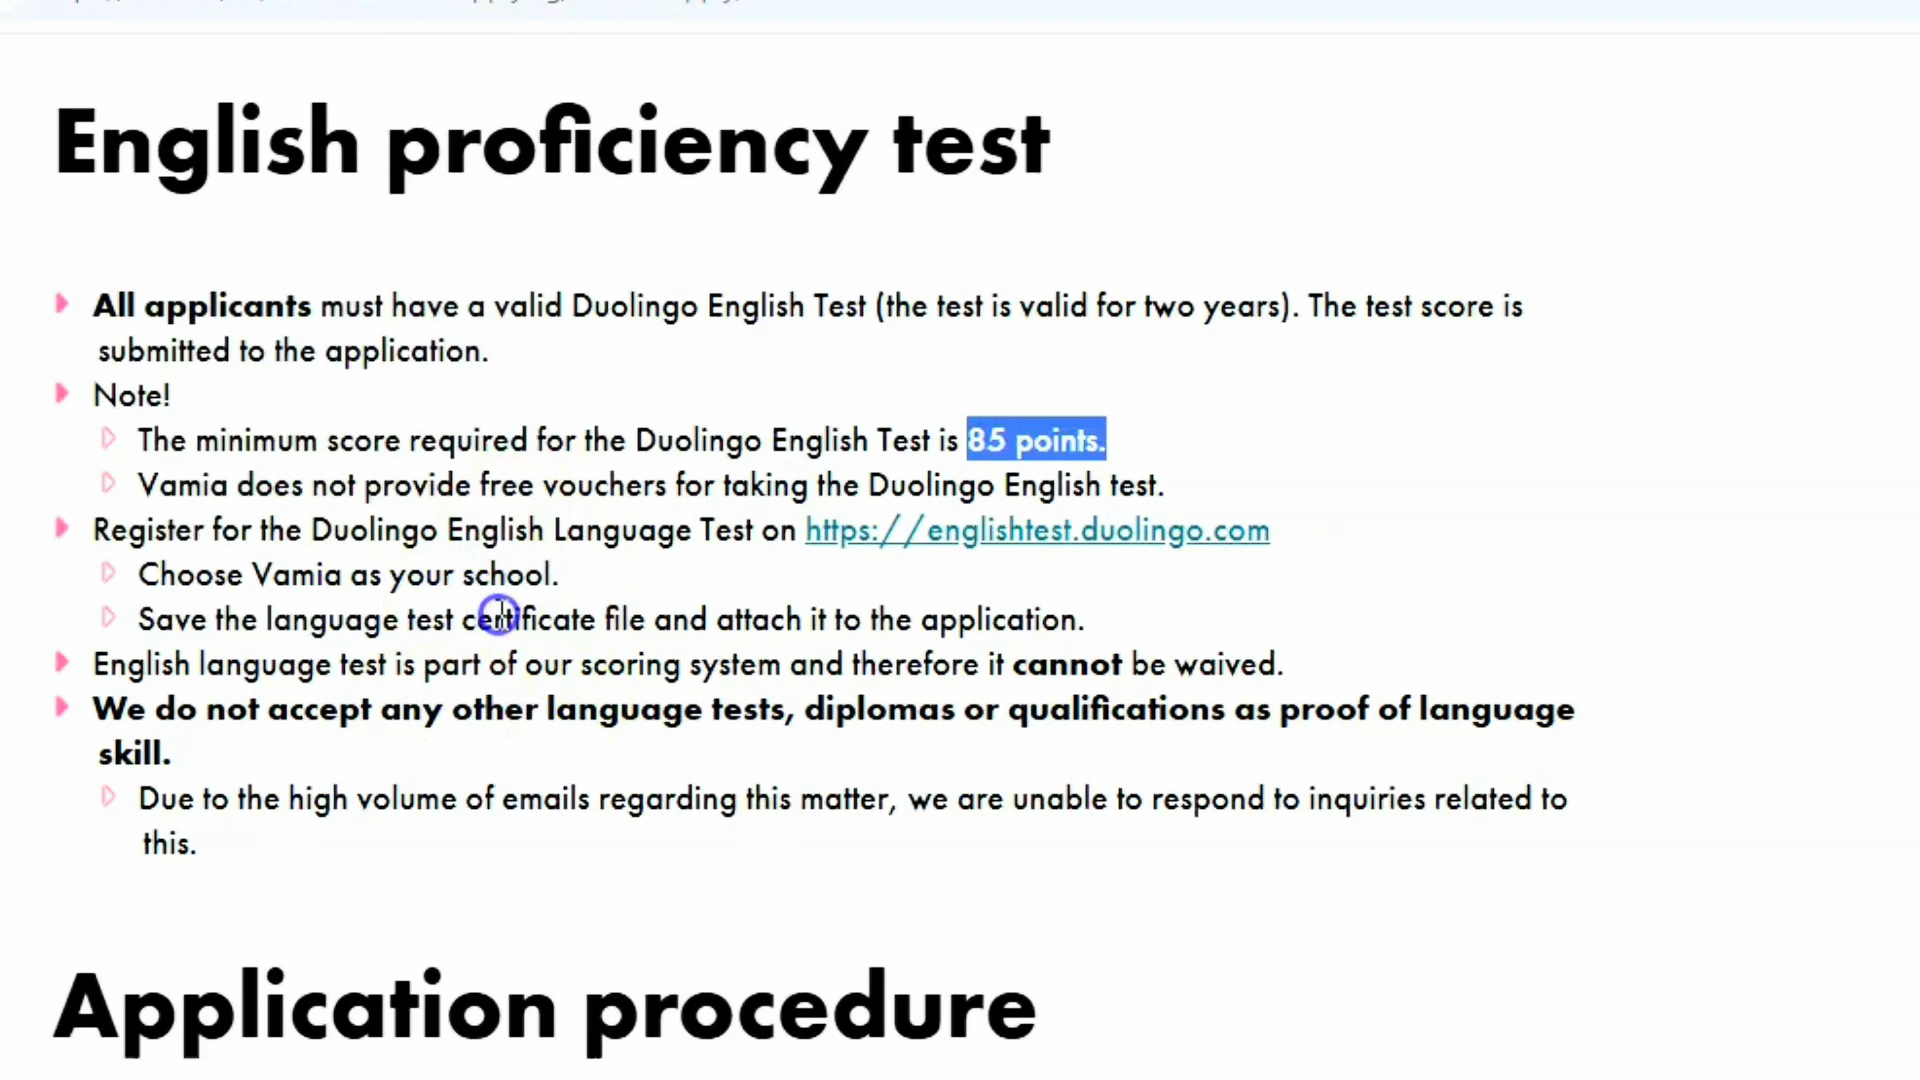 English proficiency test
All applicants must have a valid Duolingo English Test (the test is valid for two years). The test score is
submitted to the application.
Note!
The minimum score required for the Duolingo English Test is 85 points.
Vamia does not provide free vouchers for taking the Duolingo English test.
Register for the Duolingo English Language Test on https://englishtest.duolingo.com
Choose Vamia as your school.
Save the language test certificate file and attach it to the application.
English language test is part of our scoring system and therefore it cannot be waived.
We do not accept any other language tests, diplomas or qualifications as proof of language
skill.
Due to the high volume of emails regarding this matter, we are unable to respond to inquiries related to
this.
Application procedure